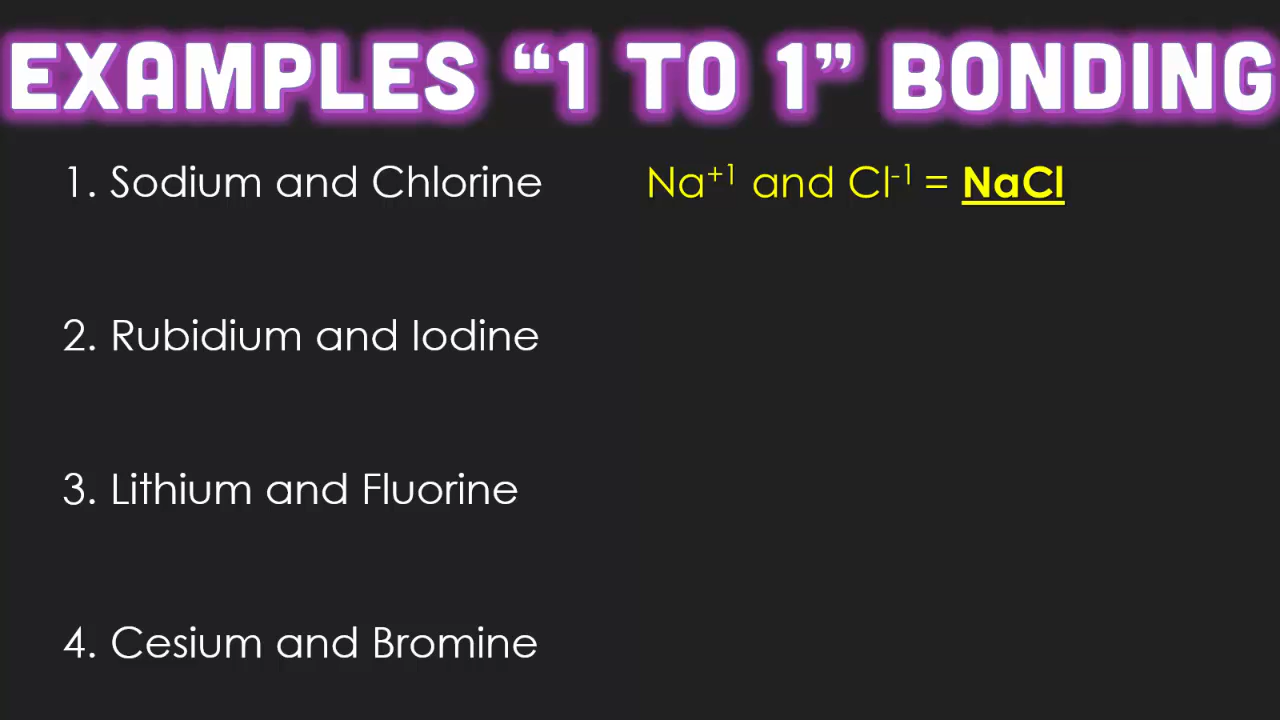 EXAMPLES “1 TO 1” BONDING
1. Sodium and Chlorine Na⁺¹ and Cl⁻¹ = NaCl
2. Rubidium and Iodine
3. Lithium and Fluorine
4. Cesium and Bromine